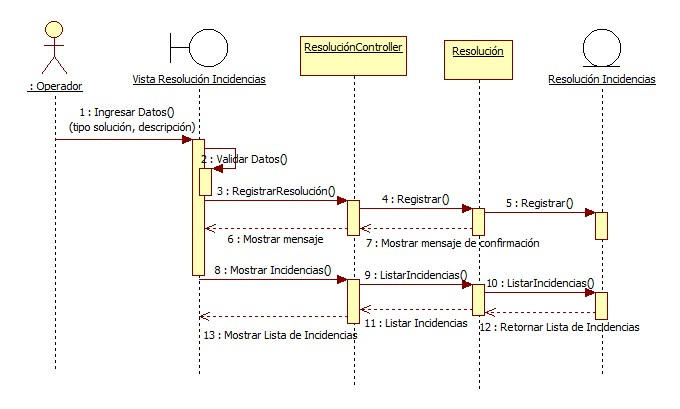 ResoluciónController
Resolución
: Operador
Vista Resolución Incidencias
Resolución Incidencias
1 : Ingresar Datos()
(tipo solución, descripción)
2 : Validar Datos()
3 : RegistrarResolución()
4 : Registrar()
5 : Registrar()
6 : Mostrar mensaje
7 : Mostrar mensaje de confirmación
8 : Mostrar Incidencias()
9 : ListarIncidencias()
10 : ListarIncidencias()
11 : Listar Incidencias
12 : Retornar Lista de Incidencias
13 : Mostrar Lista de Incidencias